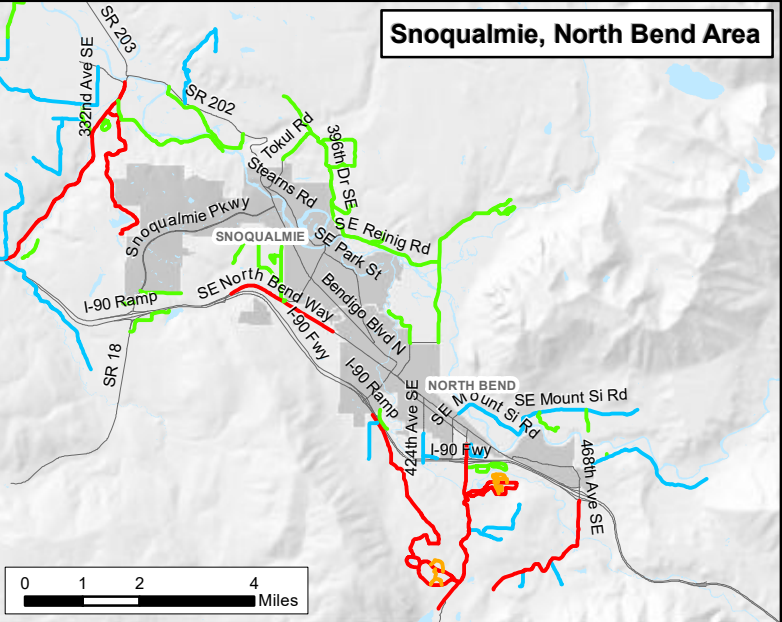 Snoqualmie, North Bend Area
SR 203
332nd Ave SE
SR 202
Tokul Rd
396th Dr SE
Stearns Rd
Snoqualmie Pkwy
SE Reinig Rd
SNOQUALMIE
SE Park St
SE North Bend Way
Bendigo Blvd N
I-90 Ramp
I-90 Fwy
SR 18
I-90 Ramp
424th Ave SE
NORTH BEND
SE Mount Si Rd
SE Mount Si Rd
I-90 Fwy
468th Ave SE
0 1 2 4
Miles